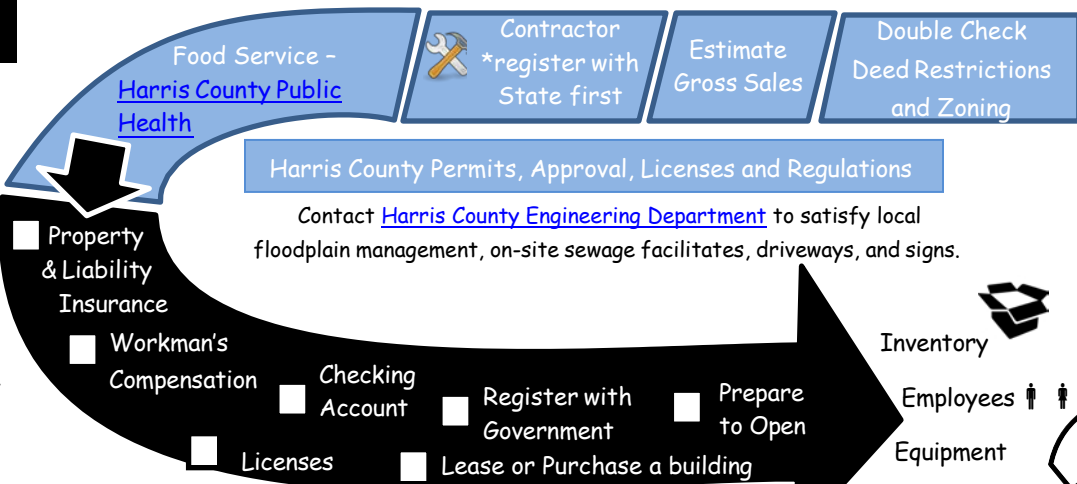 Food Service –
Harris County Public
Health
Contractor
*register with
State first
Estimate
Gross Sales
Double Check
Deed Restrictions
and Zoning
Harris County Permits, Approval, Licenses and Regulations
Contact Harris County Engineering Department to satisfy local
floodplain management, on-site sewage facilitates, driveways, and signs.
Property
& Liability
Insurance
Workman's
Compensation
Checking
Account
Register with
Government
Prepare
to Open
Licenses
Lease or Purchase a building
Inventory
Employees
Equipment